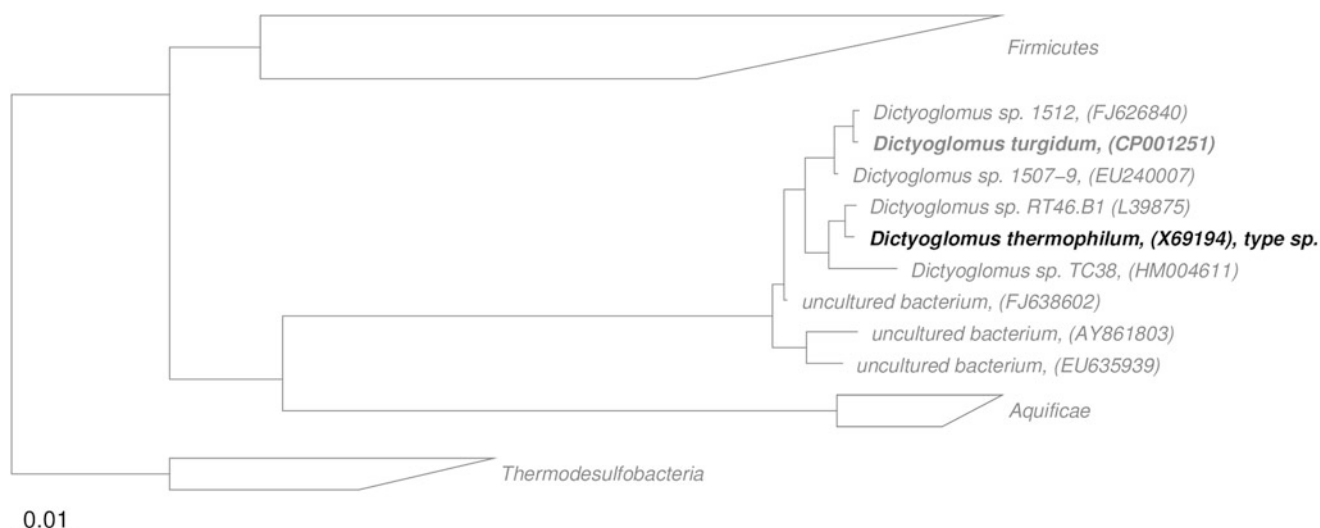 Firmicutes
Dictyoglomus sp. 1512, (FJ626840)
Dictyoglomus turgidum, (CP001251)
Dictyoglomus sp. 1507−9, (EU240007)
Dictyoglomus sp. RT46.B1 (L39875)
Dictyoglomus thermophilum, (X69194), type sp.
Dictyoglomus sp. TC38, (HM004611)
uncultured bacterium, (FJ638602)
uncultured bacterium, (AY861803)
uncultured bacterium, (EU635939)
Aquificae
Thermodesulfobacteria
0.01